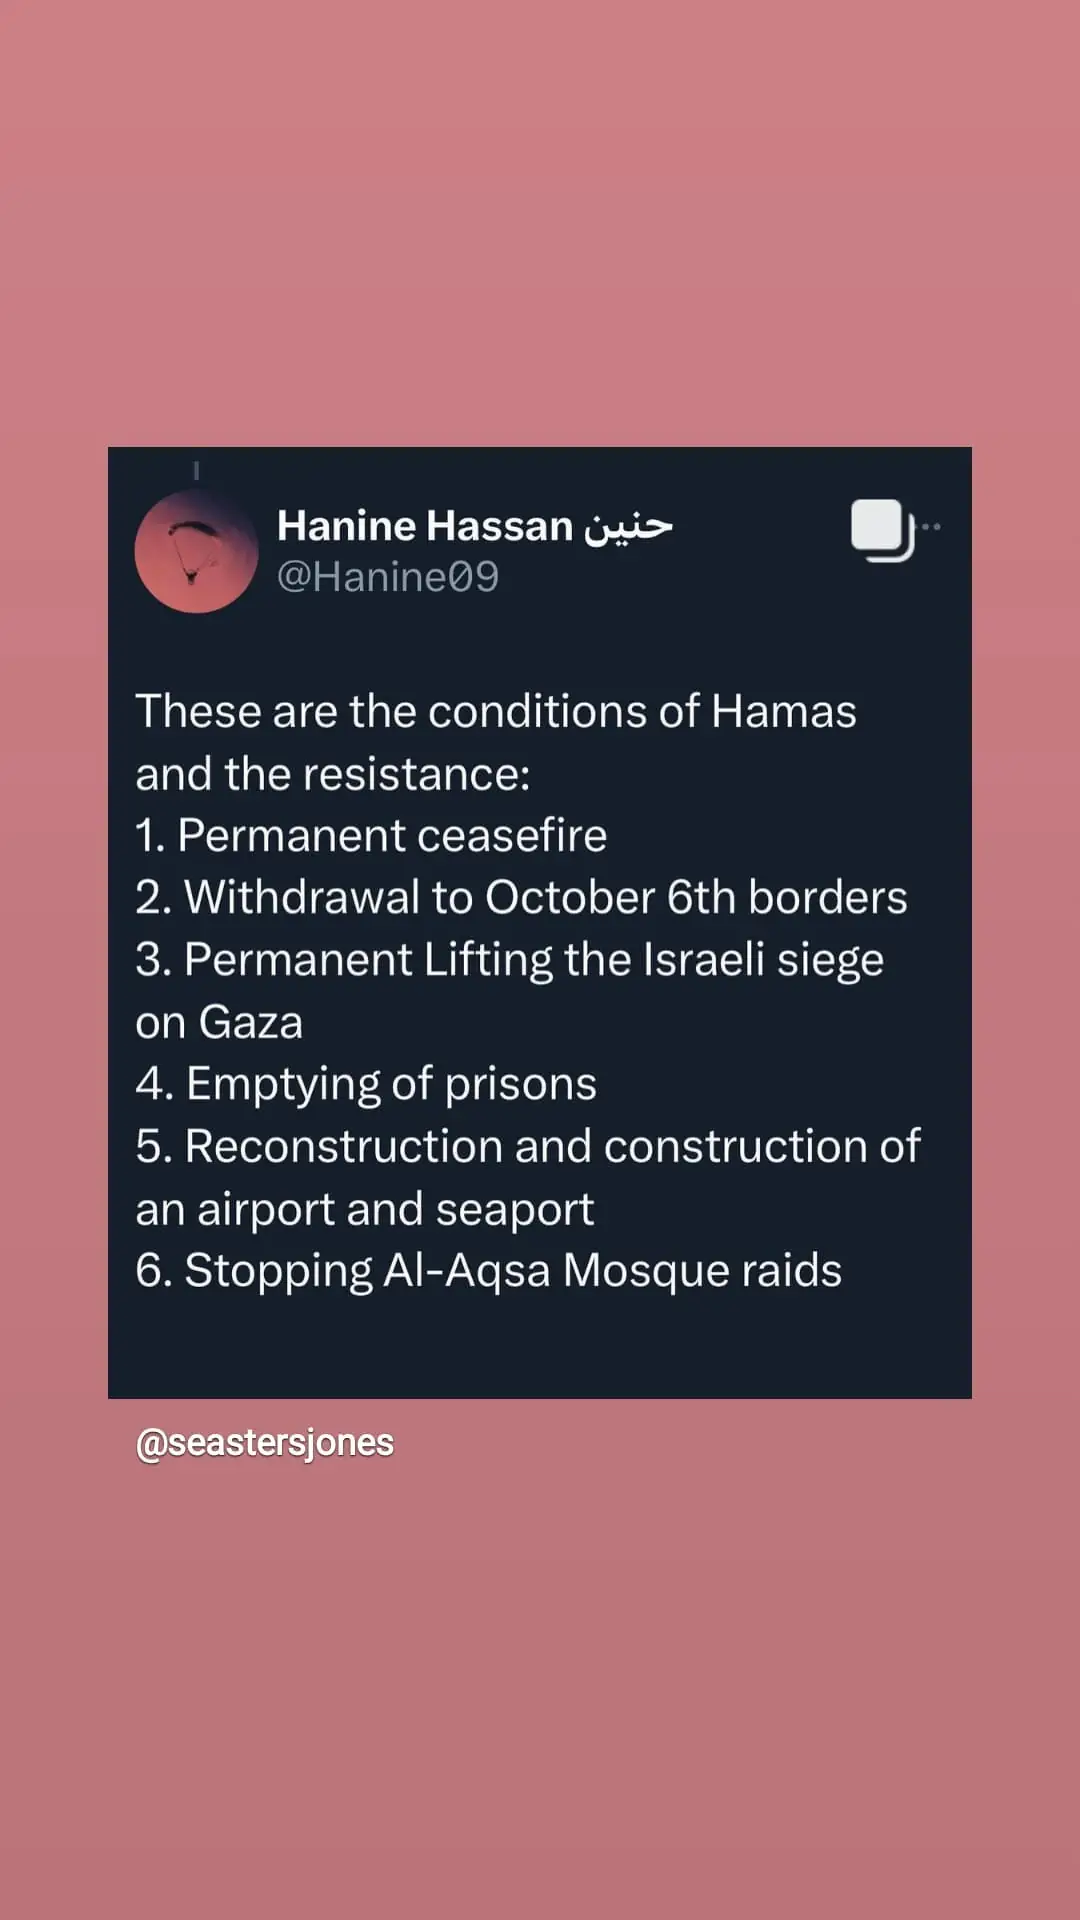 Hanine Hassan حنين
@Hanine09
These are the conditions of Hamas
and the resistance:
1. Permanent ceasefire
2. Withdrawal to October 6th borders
3. Permanent Lifting the Israeli siege
on Gaza
4. Emptying of prisons
5. Reconstruction and construction of
an airport and seaport
6. Stopping Al-Aqsa Mosque raids
@seastersjones